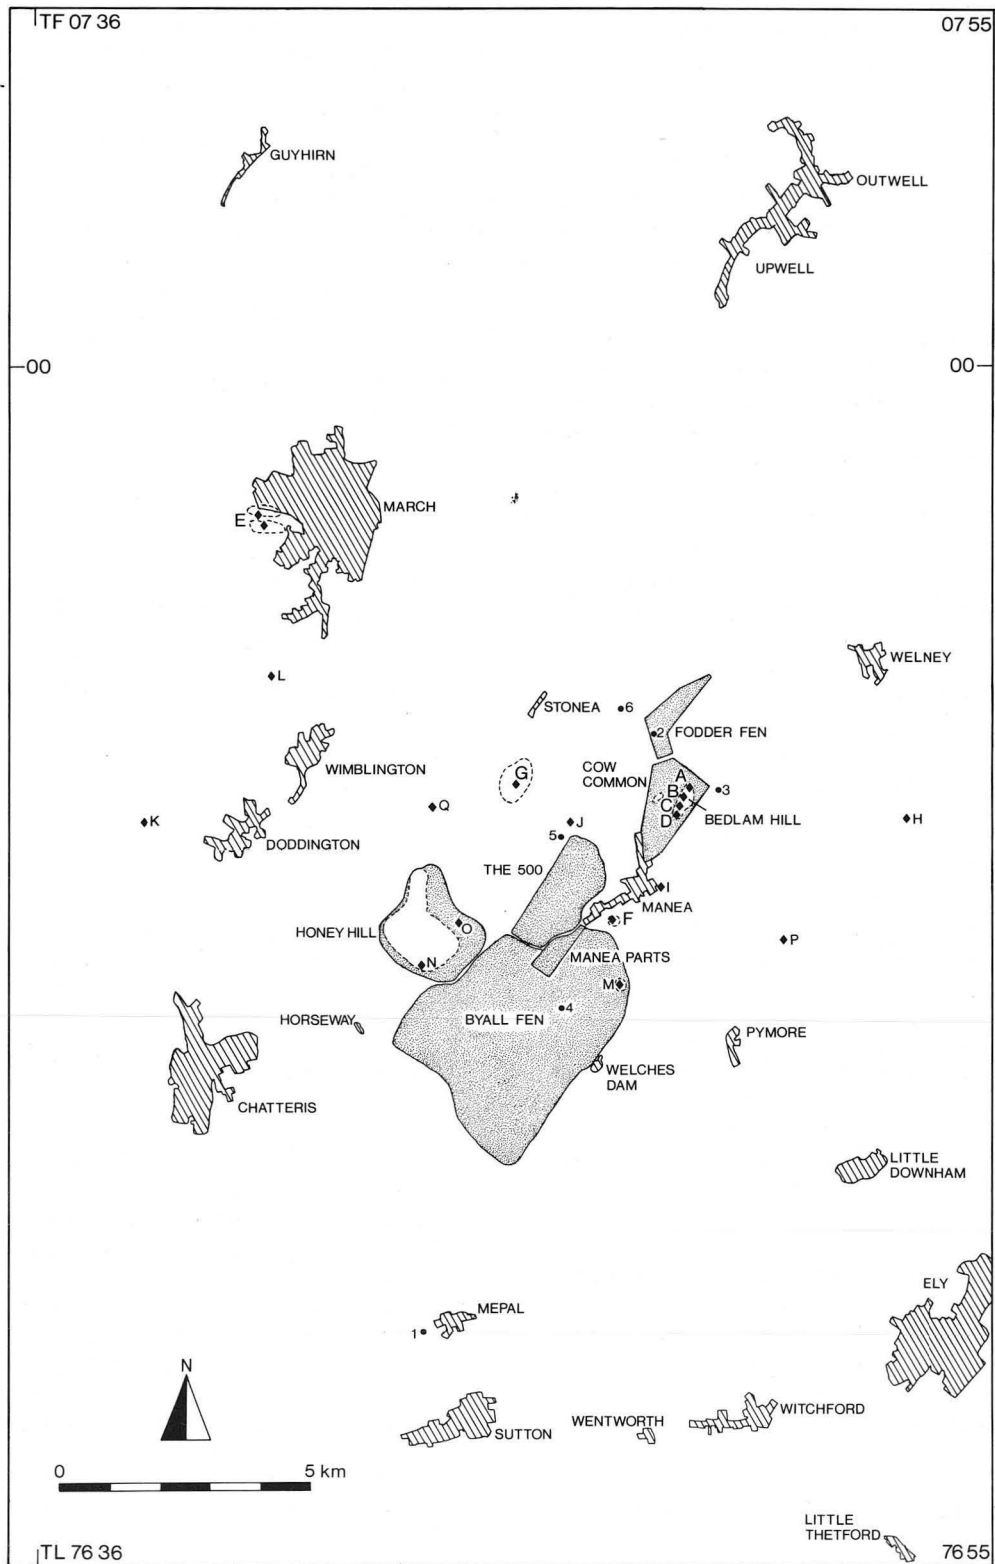 TF 07 36
07 55
GUYHIRN
OUTWELL
UPWELL
00
00
MARCH
E
WELNEY
L
STONEA
6
2
FODDER FEN
WIMBLINGTON
G
COW
COMMON
A
B
C
D
3
BEDLAM HILL
Q
K
J
5
H
DODDINGTON
THE 500
I
MANEA
F
O
HONEY HILL
N
P
MANEA PARTS
M
4
BYALL FEN
HORSEWAY
PYMORE
WELCHES
DAM
CHATTERIS
LITTLE
DOWNHAM
ELY
MEPAL
1
N
WITCHFORD
WENTWORTH
SUTTON
0
5 km
LITTLE
THETFORD
TL 76 36
76 55